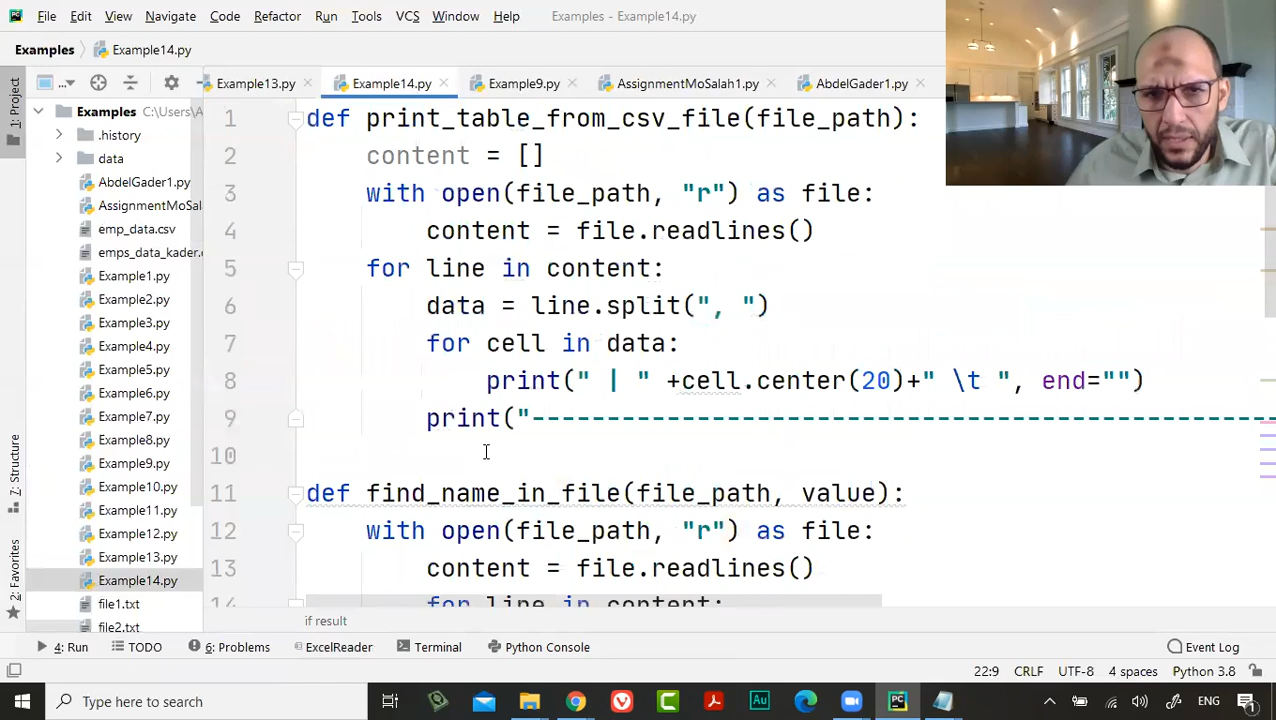 File Edit View Navigate Code Refactor Run Tools VCS Window Help Examples - Example14.py
Examples Example14.py
Example13.py Example14.py Example9.py AssignmentMoSalah1.py AbdelGader1.py
1: Project
Examples C:\Users\A
.history
data
AbdelGader1.py
AssignmentMoSal
emp_data.csv
emps_data_kader.
Example1.py
Example2.py
Example3.py
Example4.py
Example5.py
Example6.py
Example7.py
Example8.py
Example9.py
Example10.py
Example11.py
Example12.py
Example13.py
Example14.py
file1.txt
file2.txt
7: Structure
2: Favorites
1 def print_table_from_csv_file(file_path):
2 content = []
3 with open(file_path, "r") as file:
4 content = file.readlines()
5 for line in content:
6 data = line.split(", ")
7 for cell in data:
8 print(" | " +cell.center(20)+" \t ", end="")
9 print("--------------------------------------------------
10
11 def find_name_in_file(file_path, value):
12 with open(file_path, "r") as file:
13 content = file.readlines()
14 for line in content:
if result
4: Run TODO 6: Problems ExcelReader Terminal Python Console Event Log
22:9 CRLF UTF-8 4 spaces Python 3.8
Type here to search ENG